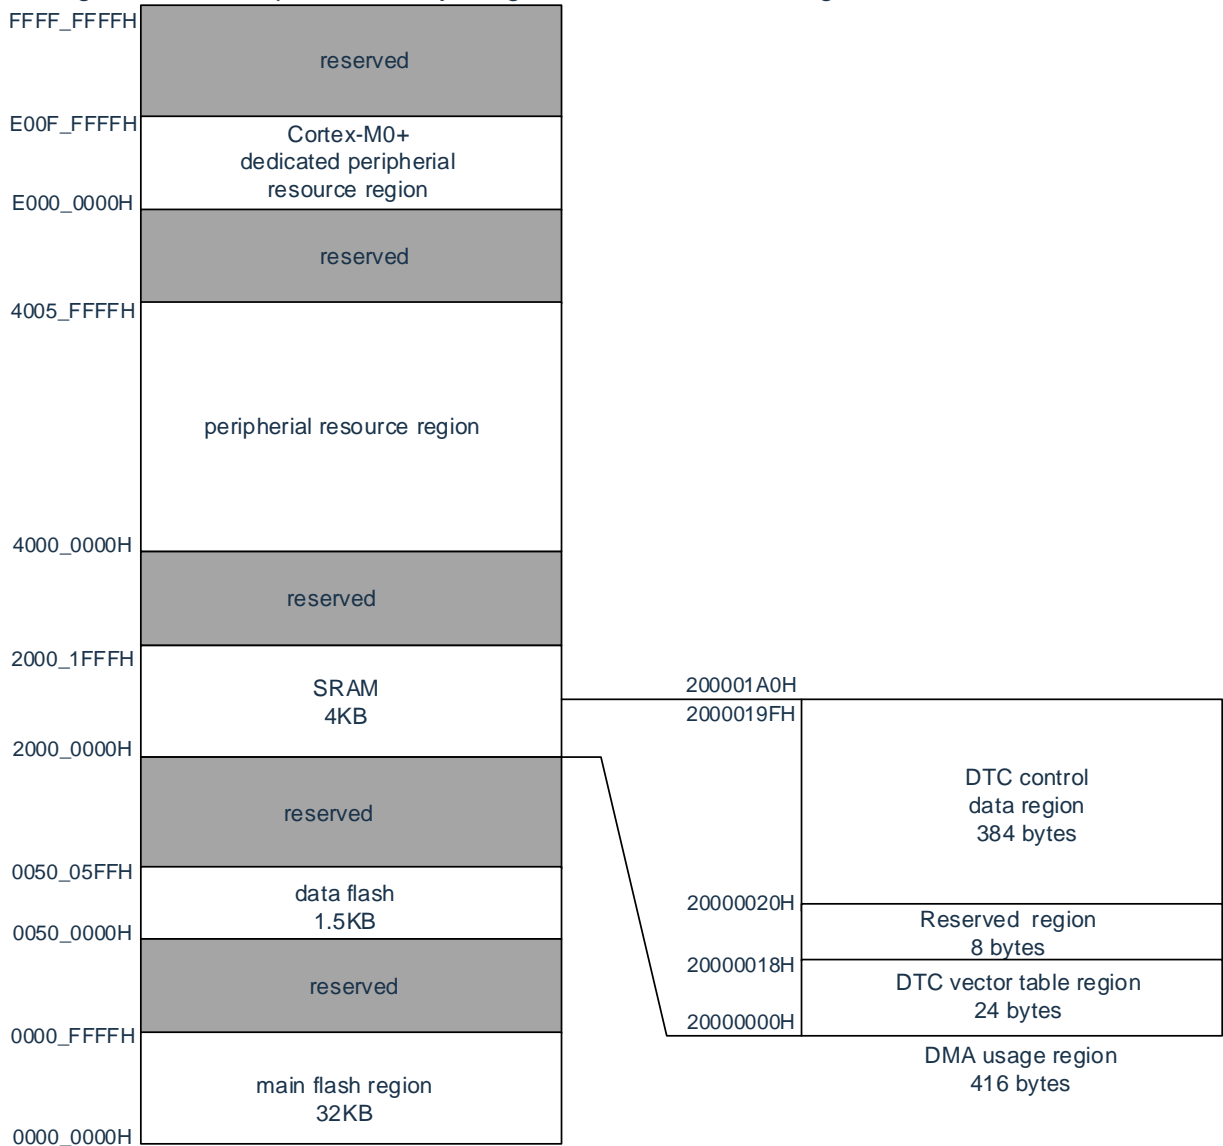 FFFF_FFFFH
reserved
E00F_FFFFH
Cortex-M0+
dedicated peripherial
resource region
E000_0000H
reserved
4005_FFFFH
peripherial resource region
4000_0000H
reserved
2000_1FFFH
SRAM
4KB
2000_0000H
reserved
0050_05FFH
data flash
1.5KB
0050_0000H
reserved
0000_FFFFH
main flash region
32KB
0000_0000H
200001A0H
2000019FH
DTC control
data region
384 bytes
20000020H
Reserved region
8 bytes
20000018H
DTC vector table region
24 bytes
20000000H
DMA usage region
416 bytes